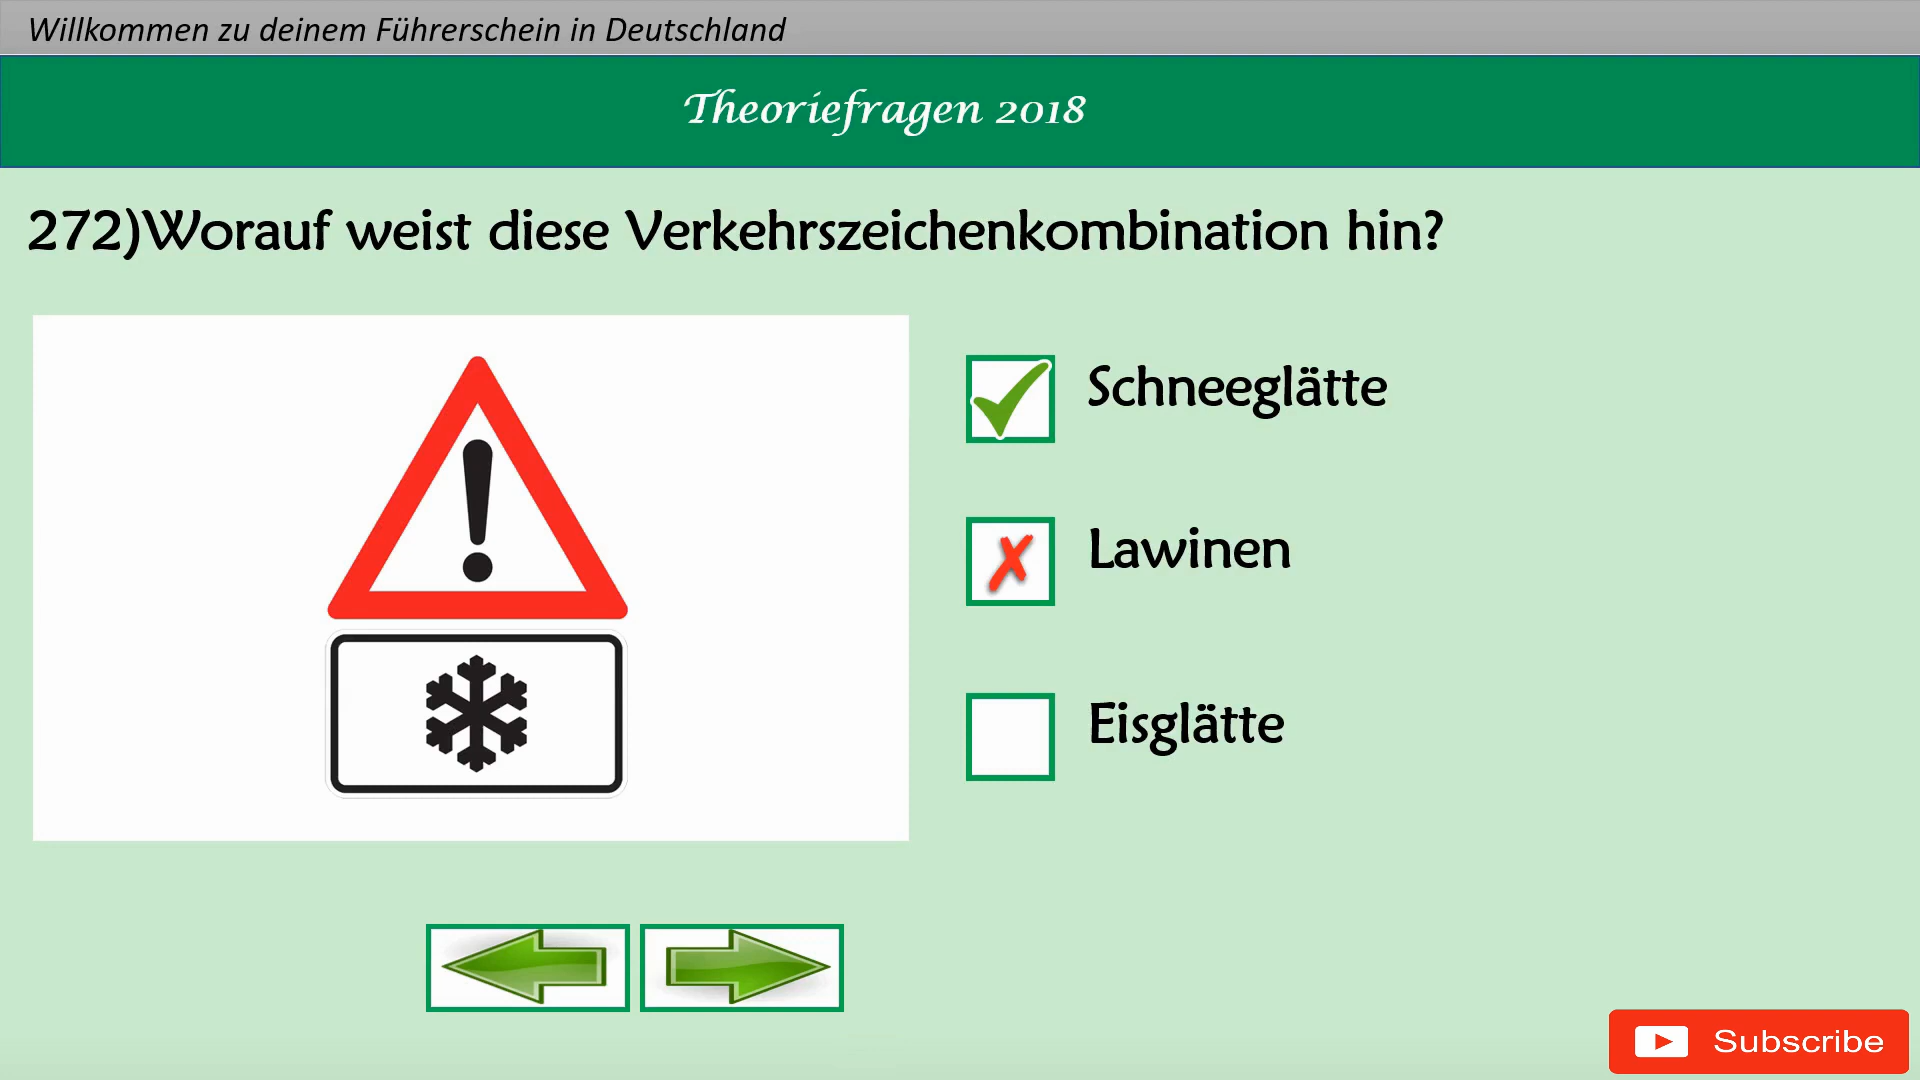 Willkommen zu deinem Führerschein in Deutschland
Theoriefragen 2018
272)Worauf weist diese Verkehrszeichenkombination hin?
Schneeglätte
Lawinen
Eisglätte
Subscribe